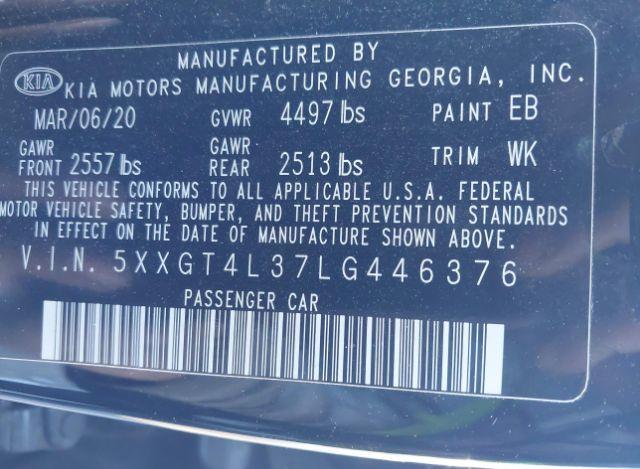 MANUFACTURED BY
KIA KIA MOTORS MANUFACTURING GEORGIA, INC.
MAR/06/20 GVWR 4497 lbs PAINT EB
GAWR FRONT 2557 lbs GAWR REAR 2513 lbs TRIM WK
THIS VEHICLE CONFORMS TO ALL APPLICABLE U.S.A. FEDERAL
MOTOR VEHICLE SAFETY, BUMPER, AND THEFT PREVENTION STANDARDS
IN EFFECT ON THE DATE OF MANUFACTURE SHOWN ABOVE.
V.I.N. 5XXGT4L37LG446376
PASSENGER CAR